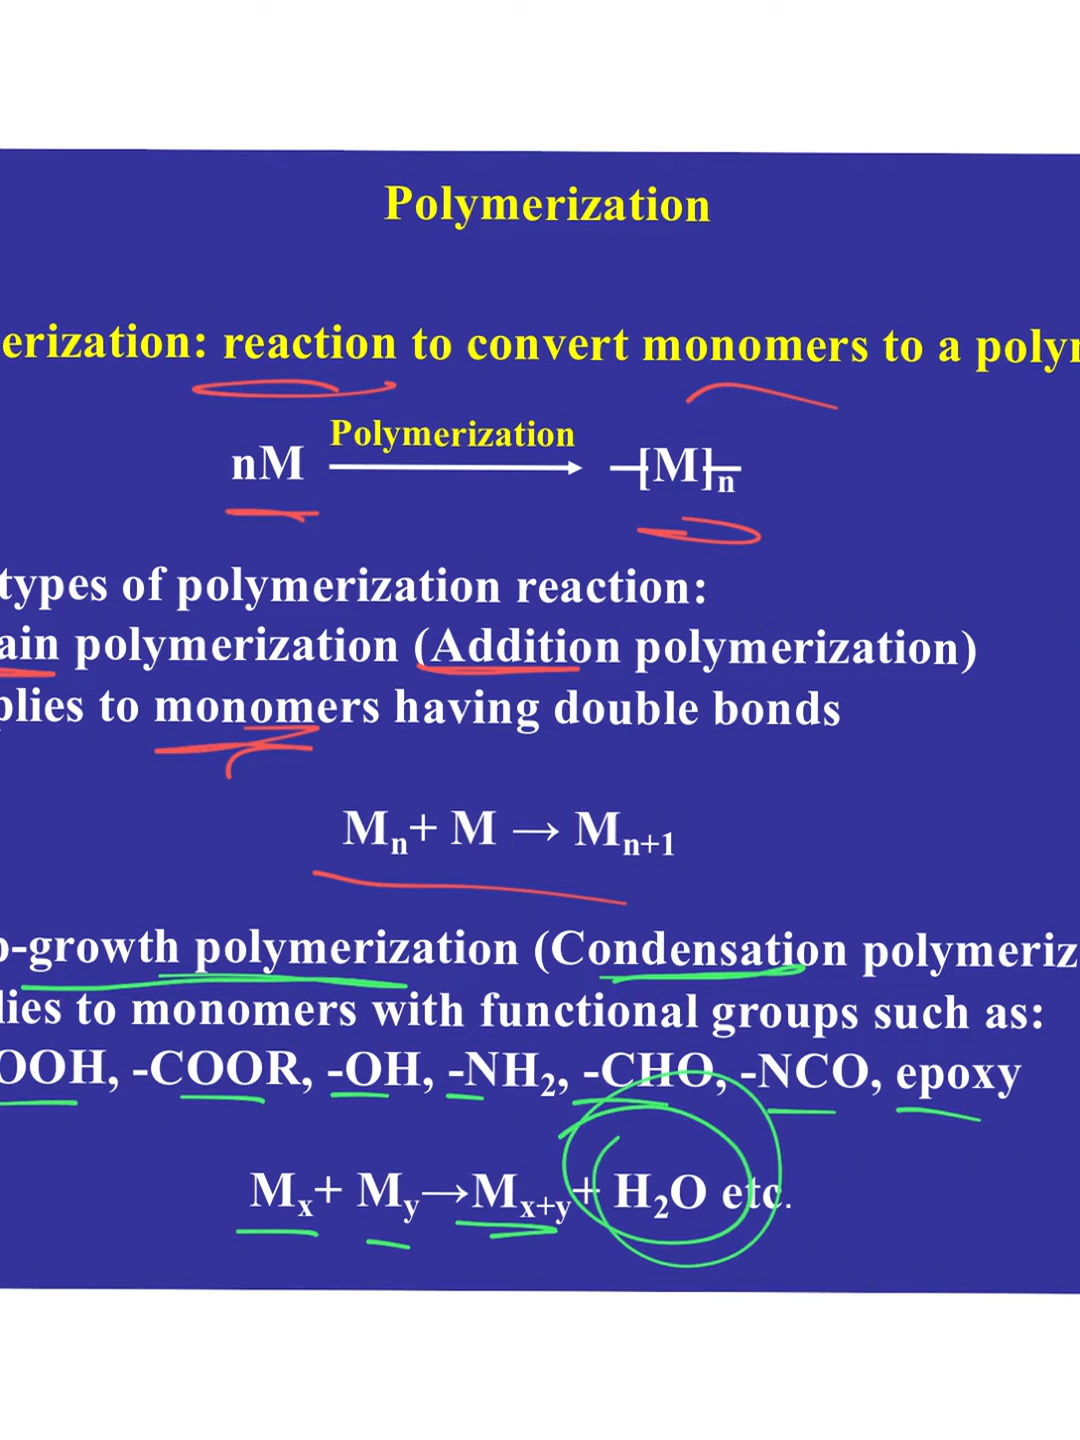 Polymerization
erization: reaction to convert monomers to a poly
nM Polymerization -[M]-n
types of polymerization reaction:
ain polymerization (Addition polymerization)
plies to monomers having double bonds
Mn+ M → Mn+1
-growth polymerization (Condensation polymeriz
lies to monomers with functional groups such as:
OOH, -COOR, -OH, -NH2, -CHO, -NCO, epoxy
Mx+ My→Mx+y+ H2O etc.